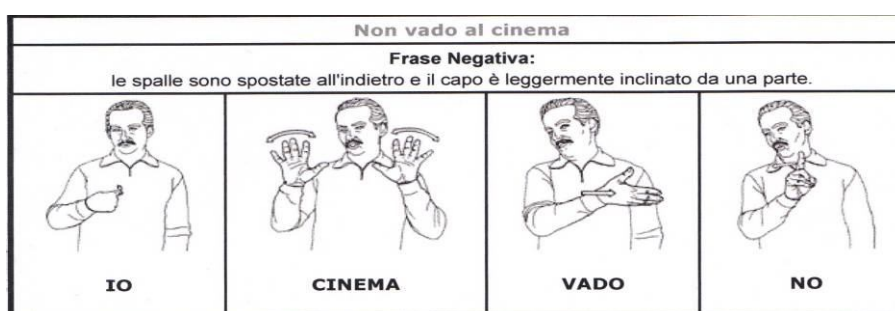 Non vado al cinema
Frase Negativa:
le spalle sono spostate all'indietro e il capo è leggermente inclinato da una parte.
IO CINEMA VADO NO